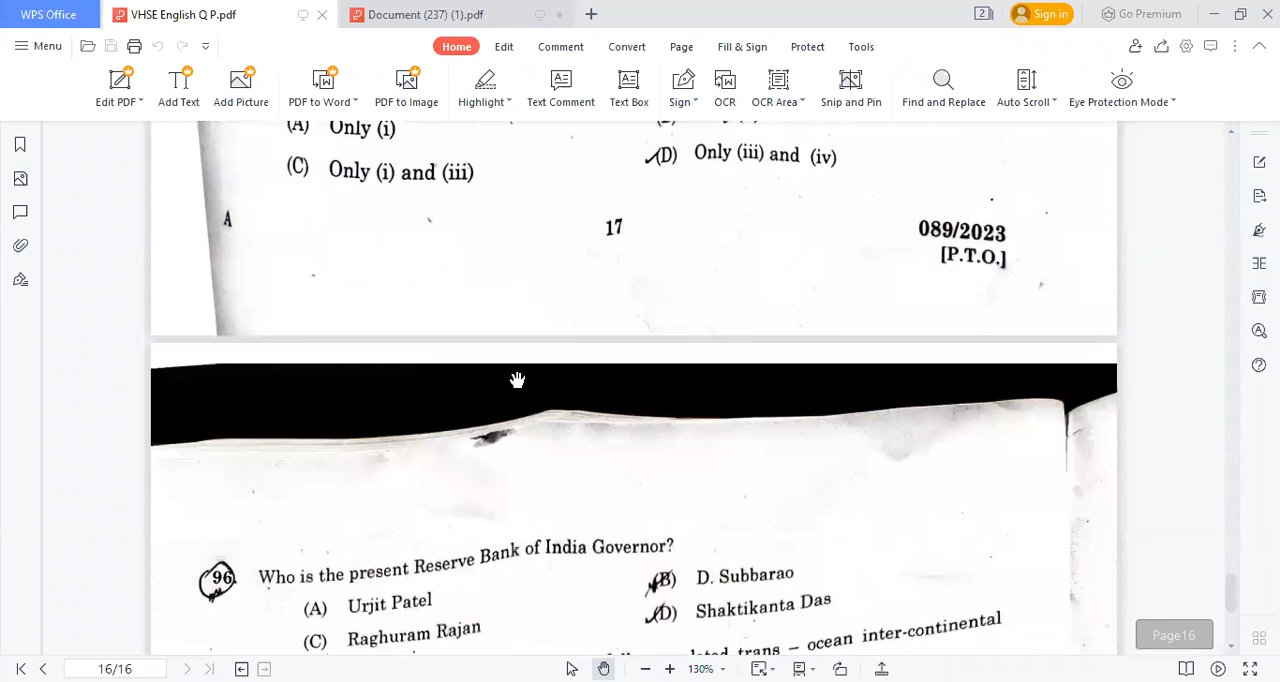 WPS Office
VHSE English Q P.pdf
Document (237) (1).pdf
Sign in
Go Premium
Menu
Home
Edit
Comment
Convert
Page
Fill & Sign
Protect
Tools
Edit PDF
Add Text
Add Picture
PDF to Word
PDF to Image
Highlight
Text Comment
Text Box
Sign
OCR
OCR Area
Snip and Pin
Find and Replace
Auto Scroll
Eye Protection Mode
(A) Only (i)
(C) Only (i) and (iii)
(D) Only (iii) and (iv)
A
17
089/2023
[P.T.O.]
96. Who is the present Reserve Bank of India Governor?
(A) Urjit Patel
(B) D. Subbarao
(C) Raghuram Rajan
(D) Shaktikanta Das
trans – ocean inter-continental
Page16
16/16
130%